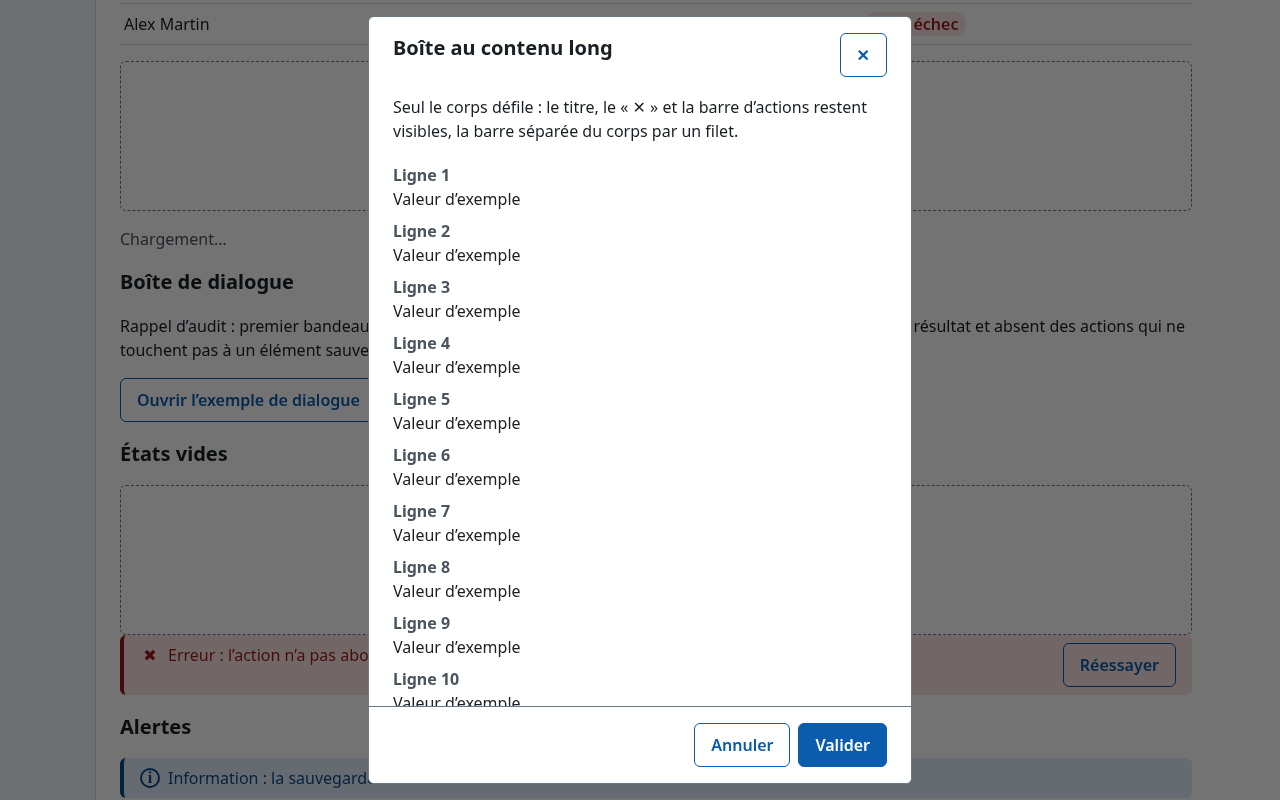 Alex Martin
échec
Boîte au contenu long
✕
Seul le corps défile : le titre, le « ✕ » et la barre d’actions restent
visibles, la barre séparée du corps par un filet.
Ligne 1
Valeur d’exemple
Ligne 2
Valeur d’exemple
Ligne 3
Valeur d’exemple
Ligne 4
Valeur d’exemple
Ligne 5
Valeur d’exemple
Ligne 6
Valeur d’exemple
Ligne 7
Valeur d’exemple
Ligne 8
Valeur d’exemple
Ligne 9
Valeur d’exemple
Ligne 10
Valeur d’exemple
Annuler
Valider
Chargement…
Boîte de dialogue
Rappel d’audit : premier bandeau
résultat et absent des actions qui ne
touchent pas à un élément sauve
Ouvrir l’exemple de dialogue
États vides
✖ Erreur : l’action n’a pas abo
Réessayer
Alertes
Information : la sauvegard